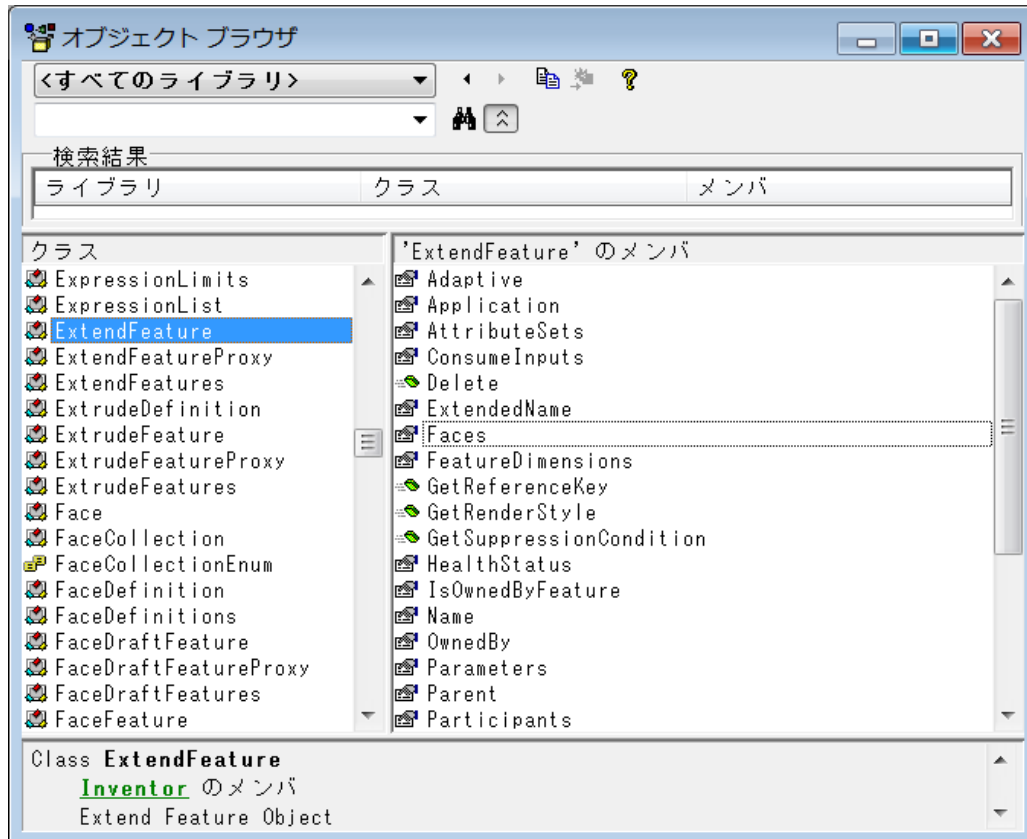 オブジェクト ブラウザ
<すべてのライブラリ>
検索結果
ライブラリ クラス メンバ
クラス
ExpressionLimits
ExpressionList
ExtendFeature
ExtendFeatureProxy
ExtendFeatures
ExtrudeDefinition
ExtrudeFeature
ExtrudeFeatureProxy
ExtrudeFeatures
Face
FaceCollection
FaceCollectionEnum
FaceDefinition
FaceDefinitions
FaceDraftFeature
FaceDraftFeatureProxy
FaceDraftFeatures
FaceFeature
'ExtendFeature' のメンバ
Adaptive
Application
AttributeSets
ConsumeInputs
Delete
ExtendedName
Faces
FeatureDimensions
GetReferenceKey
GetRenderStyle
GetSuppressionCondition
HealthStatus
IsOwnedByFeature
Name
OwnedBy
Parameters
Parent
Participants
Class ExtendFeature
Inventor のメンバ
Extend Feature Object